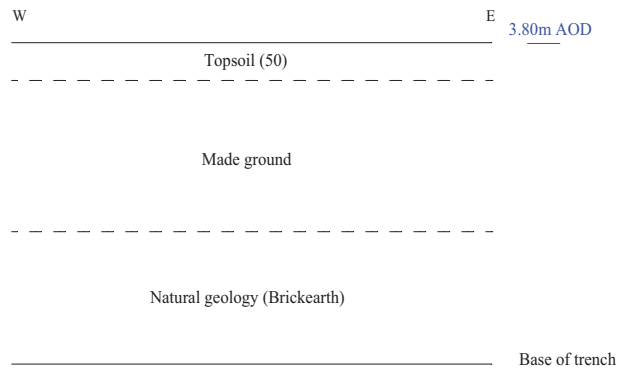 W
E
3.80m AOD
Topsoil (50)
Made ground
Natural geology (Brickearth)
Base of trench